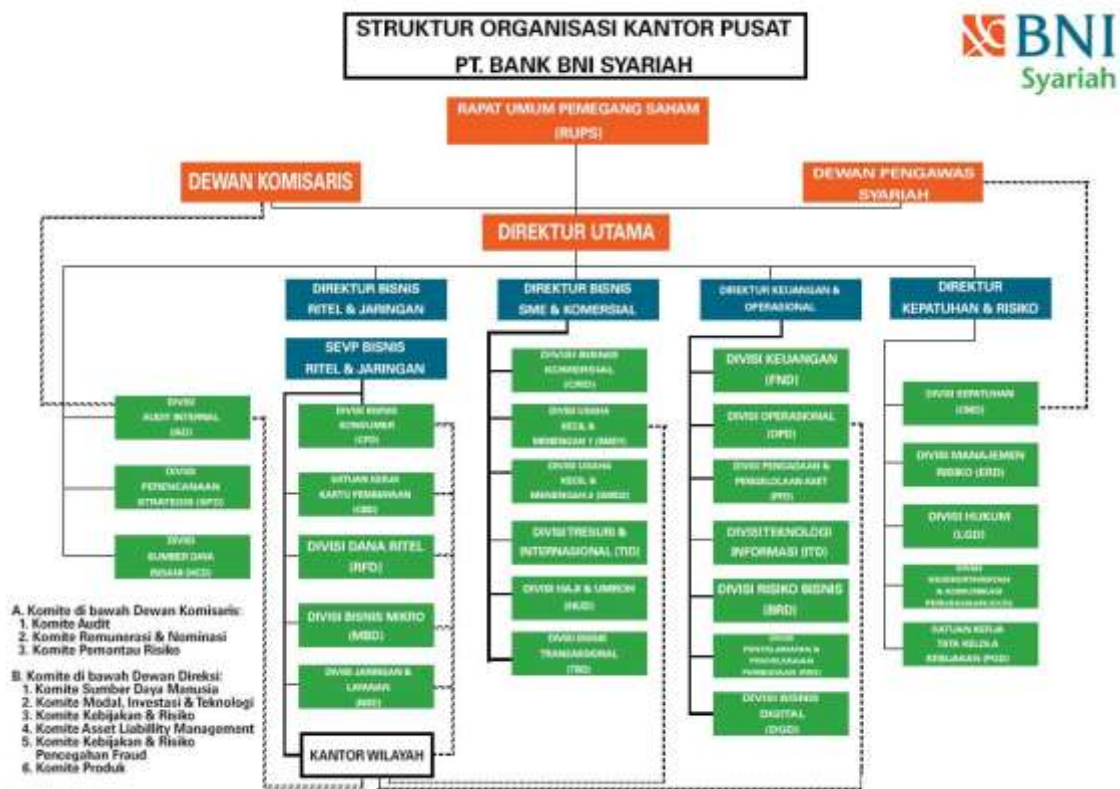 STRUKTUR ORGANISASI KANTOR PUSAT
PT. BANK BNI SYARIAH
BNI
Syariah
RAPAT UMUM PEMEGANG SAHAM
(RUPS)
DEWAN KOMISARIS
DEWAN PENGAWAS
SYARIAH
DIREKTUR UTAMA
DIREKTUR BISNIS
RITEL & JARINGAN
DIREKTUR BISNIS
SME & KOMERSIAL
DIREKTUR KEUANGAN &
OPERASIONAL
DIREKTUR
KEPATUHAN & RISIKO
SEVP BISNIS
RITEL & JARINGAN
DIVISI
AUDIT INTERNAL
DIVISI
PERENCANAAN
STRATEGIS
DIVISI
SUMBER DAYA
DIVISI BISNIS
KONSUMER
(CPD)
SATUAN KERJA
KARTU PEMBIAYAAN
(CBD)
DIVISI DANA RITEL
(RFD)
DIVISI BISNIS MIKRO
(MBD)
DIVISI JARINGAN &
LAYANAN
KANTOR WILAYAH
DIVISI BISNIS
KOMERSIAL
DIVISI USAHA
KECIL &
MENENGAH 1
DIVISI USAHA
KECIL &
MENENGAH 2
DIVISI TRESURI &
INTERNASIONAL (TID)
DIVISI HAJI & UMROH
(HUD)
DIVISI BISNIS
TRANSAKSIONAL
DIVISI KEUANGAN
(FND)
DIVISI OPERASIONAL
(OPD)
DIVISI PENGADAAN &
PENGELOLAAN ASET
DIVISI TEKNOLOGI
INFORMASI (ITD)
DIVISI RISIKO BISNIS
(BRD)
DIVISI BISNIS
DIGITAL
(DGD)
DIVISI KEPATUHAN
DIVISI MANAJEMEN
RISIKO (ERD)
DIVISI HUKUM
(LGD)
SATUAN KERJA
TATA KELOLA
KEBIJAKAN
A. Komite di bawah Dewan Komisaris:
1. Komite Audit
2. Komite Remunerasi & Nominasi
3. Komite Pemantau Risiko
B. Komite di bawah Dewan Direksi:
1. Komite Sumber Daya Manusia
2. Komite Modal, Investasi & Teknologi
3. Komite Kebijakan & Risiko
4. Komite Asset Liabillity Management
5. Komite Kebijakan & Risiko
Pencegahan Fraud
6. Komite Produk